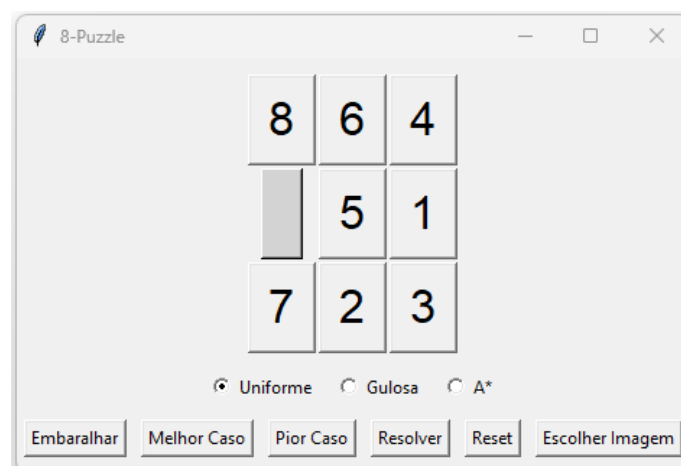 8-Puzzle
8 6 4
5 1
7 2 3
Uniforme Gulosa A*
Embaralhar Melhor Caso Pior Caso Resolver Reset Escolher Imagem